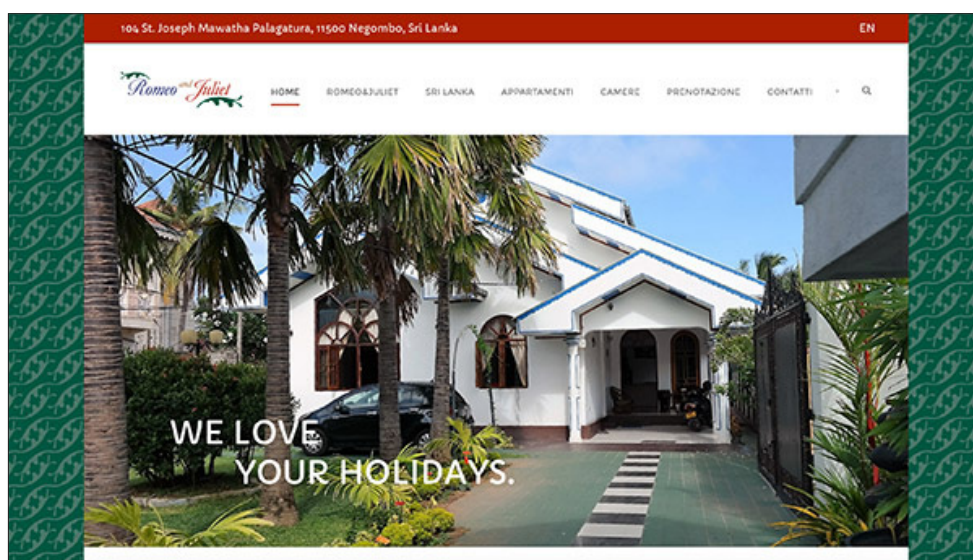 104 St. Joseph Mawatha Palagatura, 11500 Negombo, Sri Lanka EN
Romeo and Juliet HOME ROMEO&JULIET SRI LANKA APPARTAMENTI CAMERE PRENOTAZIONE CONTATTI
WE LOVE
YOUR HOLIDAYS.